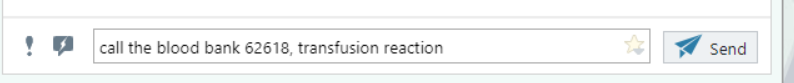 call the blood bank 62618, transfusion reaction
Send